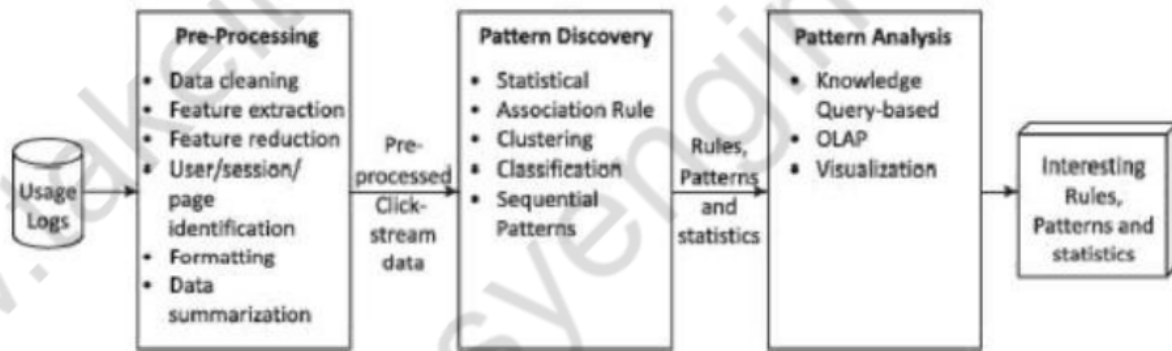 Usage
Logs
Pre-Processing
• Data cleaning
• Feature extraction
• Feature reduction
• User/session/
page
identification
• Formatting
• Data
summarization
Pre-
processed
Click-
stream
data
Pattern Discovery
• Statistical
• Association Rule
• Clustering
• Classification
• Sequential
Patterns
Rules,
Patterns
and
statistics
Pattern Analysis
• Knowledge
Query-based
• OLAP
• Visualization
Interesting
Rules,
Patterns and
statistics